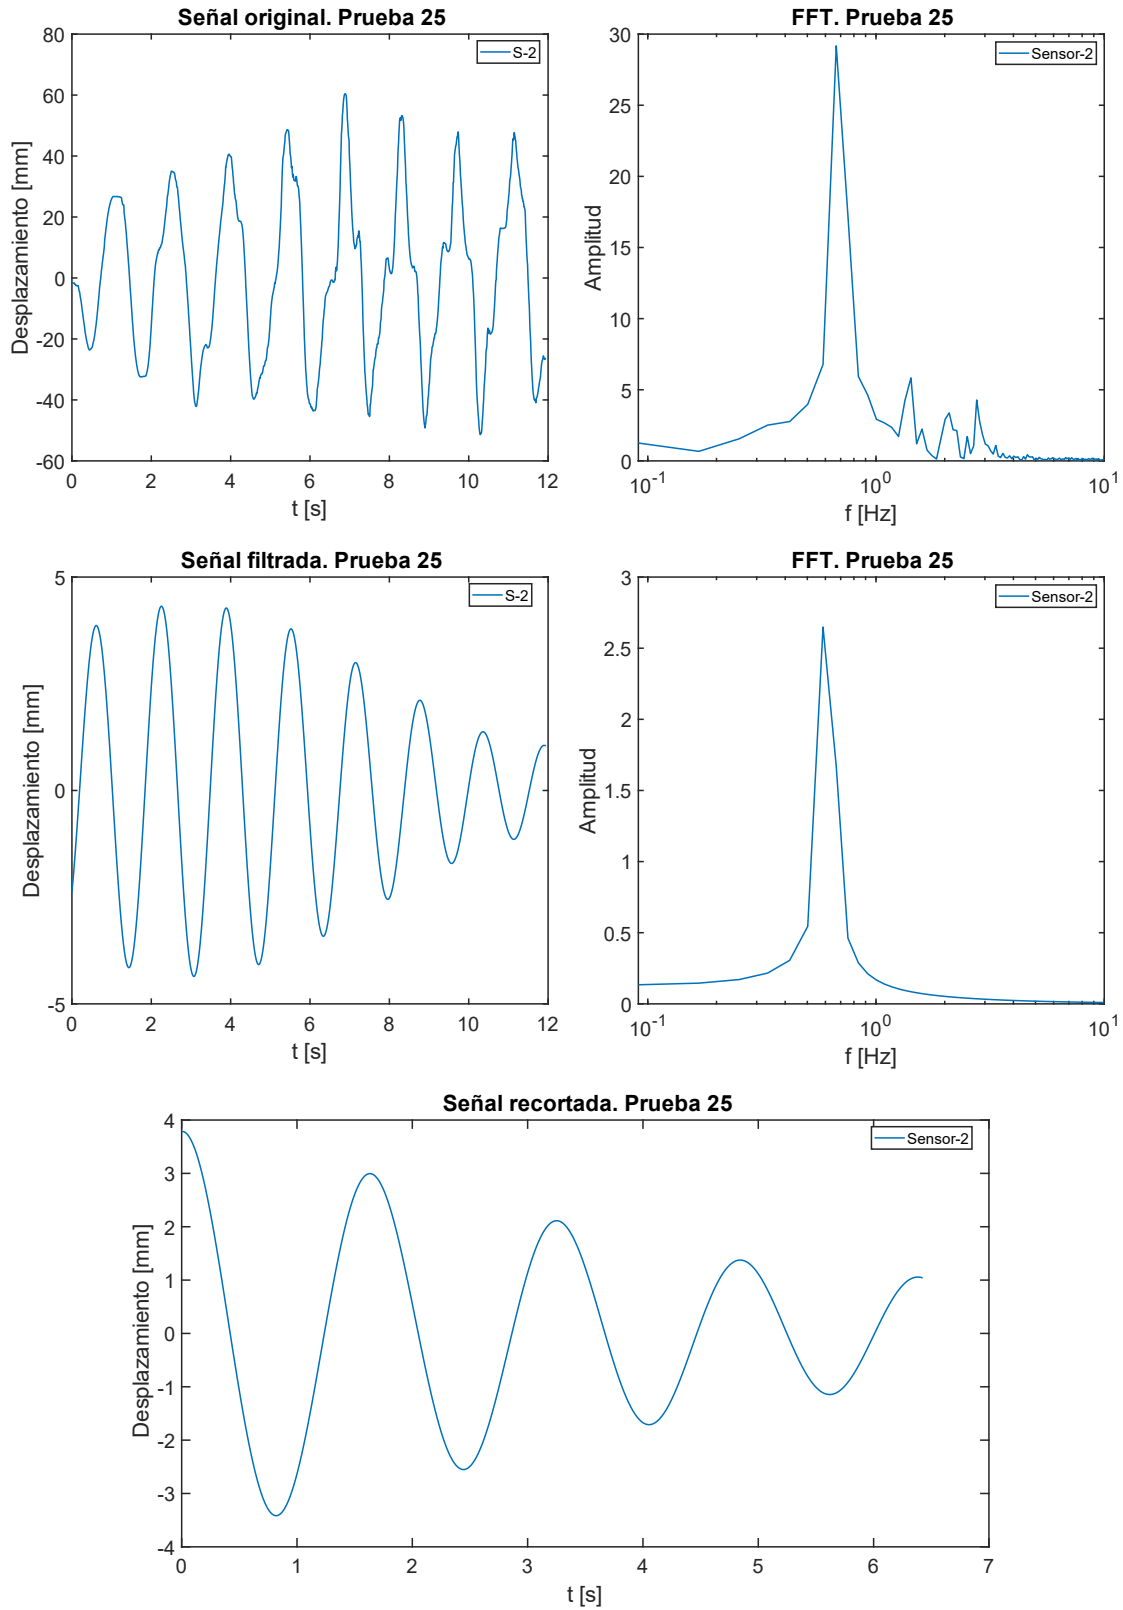 Señal original. Prueba 25
S-2
80
60
40
20
0
-20
-40
-60
0 2 4 6 8 10 12
Desplazamiento [mm]
t [s]
FFT. Prueba 25
Sensor-2
30
25
20
15
10
5
0
10^-1 10^0 10^1
Amplitud
f [Hz]
Señal filtrada. Prueba 25
S-2
5
0
-5
0 2 4 6 8 10 12
Desplazamiento [mm]
t [s]
FFT. Prueba 25
Sensor-2
3
2.5
2
1.5
1
0.5
0
10^-1 10^0 10^1
Amplitud
f [Hz]
Señal recortada. Prueba 25
Sensor-2
4
3
2
1
0
-1
-2
-3
-4
0 1 2 3 4 5 6 7
Desplazamiento [mm]
t [s]